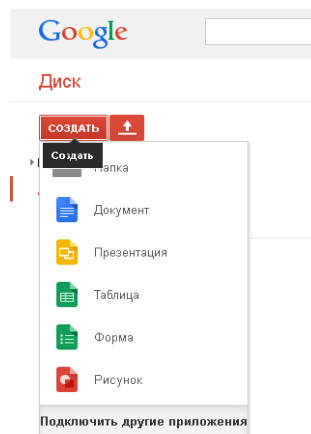 Google
Диск
СОЗДАТЬ
Создать
Папка
Документ
Презентация
Таблица
Форма
Рисунок
Подключить другие приложения